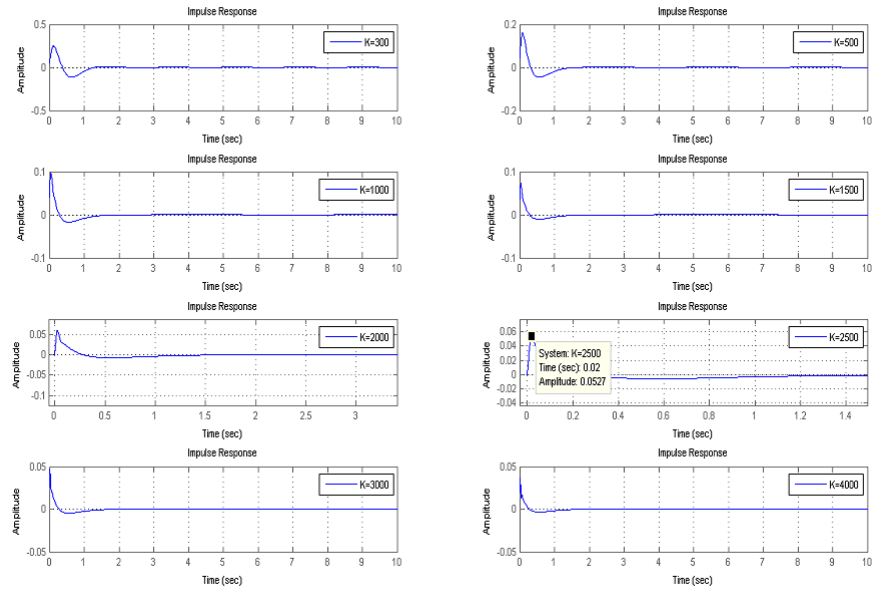 Impulse Response
Amplitude
0.5
0
-0.5
K=300
0 1 2 3 4 5 6 7 8 9 10
Time (sec)
Impulse Response
Amplitude
0.2
0
-0.2
K=500
0 1 2 3 4 5 6 7 8 9 10
Time (sec)
Impulse Response
Amplitude
0.1
0
-0.1
K=1000
0 1 2 3 4 5 6 7 8 9 10
Time (sec)
Impulse Response
Amplitude
0.1
0
-0.1
K=1500
0 1 2 3 4 5 6 7 8 9 10
Time (sec)
Impulse Response
Amplitude
0.05
0
-0.05
-0.1
K=2000
0 0.5 1 1.5 2 2.5 3
Time (sec)
Impulse Response
Amplitude
0.06
0.04
0.02
0
-0.02
-0.04
K=2500
System: K=2500
Time (sec): 0.02
Amplitude: 0.0527
0 0.2 0.4 0.6 0.8 1 1.2 1.4
Time (sec)
Impulse Response
Amplitude
0.05
0
-0.05
K=3000
0 1 2 3 4 5 6 7 8 9 10
Time (sec)
Impulse Response
Amplitude
0.05
0
-0.05
K=4000
0 1 2 3 4 5 6 7 8 9 10
Time (sec)